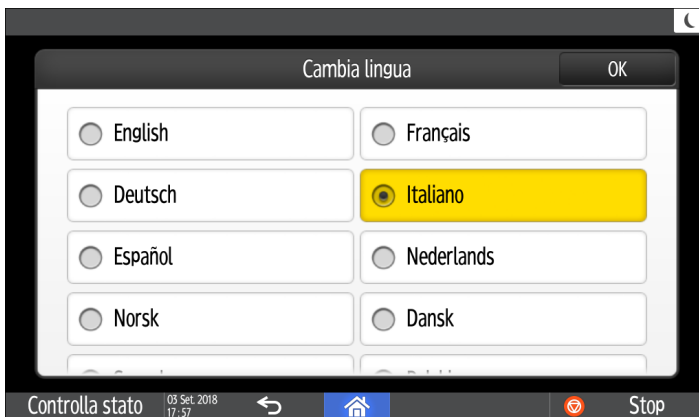 Cambia lingua
OK
English
Français
Deutsch
Italiano
Español
Nederlands
Norsk
Dansk
Controlla stato
03 Set. 2018
17:57
Stop